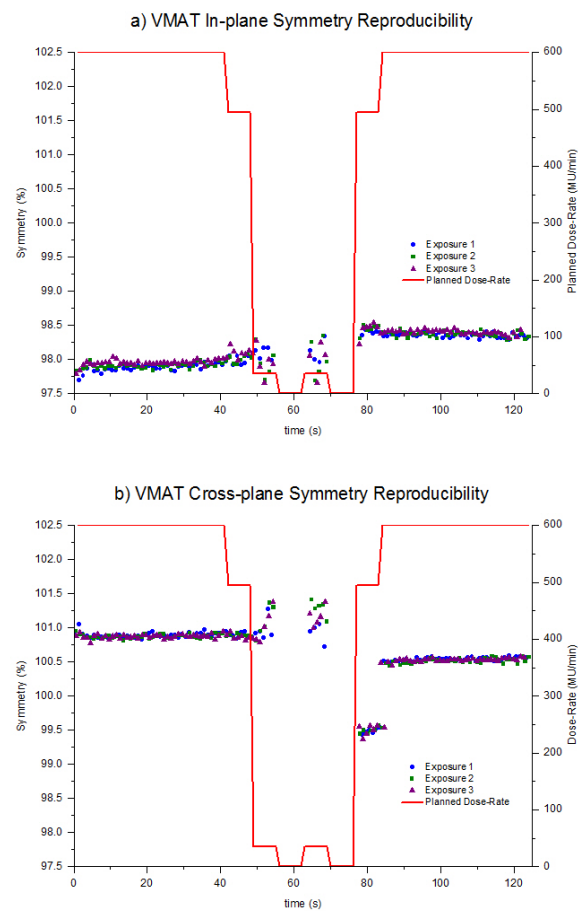 a) VMAT In-plane Symmetry Reproducibility
102.5
102.0
101.5
101.0
100.5
100.0
99.5
99.0
98.5
98.0
97.5
Symmetry (%)
600
500
400
300
200
100
0
Planned Dose-Rate (MU/min)
Exposure 1
Exposure 2
Exposure 3
Planned Dose-Rate
0 20 40 60 80 100 120
time (s)
b) VMAT Cross-plane Symmetry Reproducibility
102.5
102.0
101.5
101.0
100.5
100.0
99.5
99.0
98.5
98.0
97.5
Symmetry (%)
600
500
400
300
200
100
0
Dose-Rate (MU/min)
Exposure 1
Exposure 2
Exposure 3
Planned Dose-Rate
0 20 40 60 80 100 120
time (s)